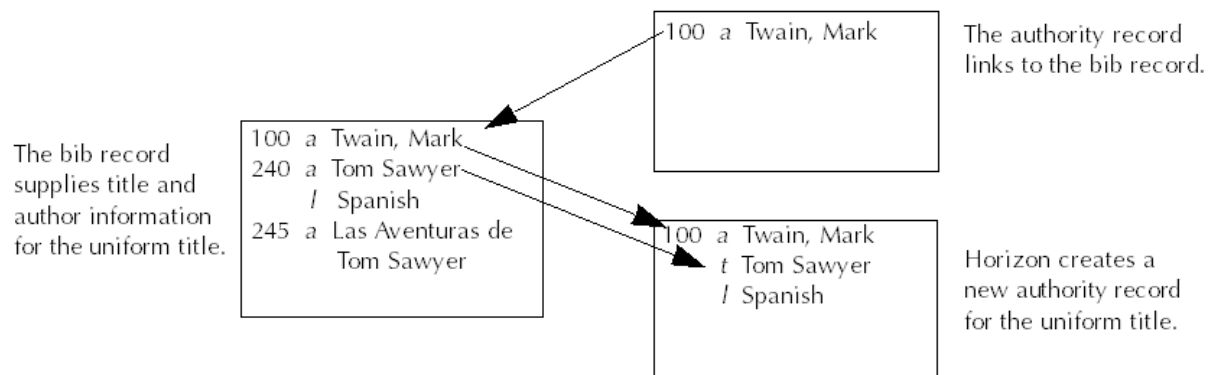 100 a Twain, Mark
The authority record
links to the bib record.
The bib record
supplies title and
author information
for the uniform title.
100 a Twain, Mark
240 a Tom Sawyer
l Spanish
245 a Las Aventuras de
Tom Sawyer
100 a Twain, Mark
t Tom Sawyer
l Spanish
Horizon creates a
new authority record
for the uniform title.